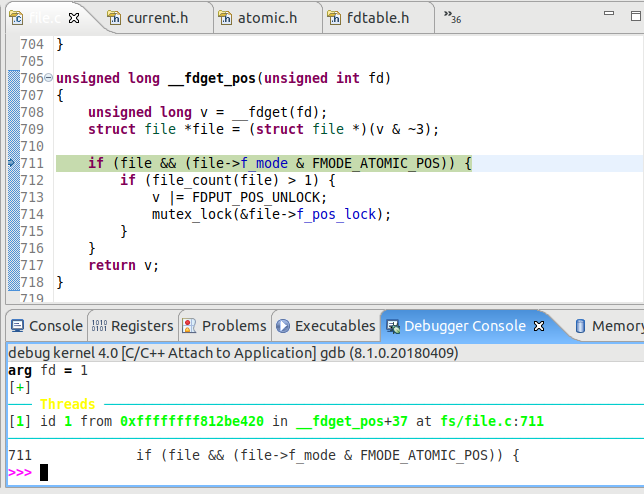 file.c current.h atomic.h fdtable.h »36
704 }
705
706 unsigned long __fdget_pos(unsigned int fd)
707 {
708     unsigned long v = __fdget(fd);
709     struct file *file = (struct file *)(v & ~3);
710
711     if (file && (file->f_mode & FMODE_ATOMIC_POS)) {
712         if (file_count(file) > 1) {
713             v |= FDPUT_POS_UNLOCK;
714             mutex_lock(&file->f_pos_lock);
715         }
716     }
717     return v;
718 }
719
Console Registers Problems Executables Debugger Console Memory
debug kernel 4.0 [C/C++ Attach to Application] gdb (8.1.0.20180409)
arg fd = 1
[+]
Threads
[1] id 1 from 0xffffffff812be420 in __fdget_pos+37 at fs/file.c:711
711             if (file && (file->f_mode & FMODE_ATOMIC_POS)) {
>>>